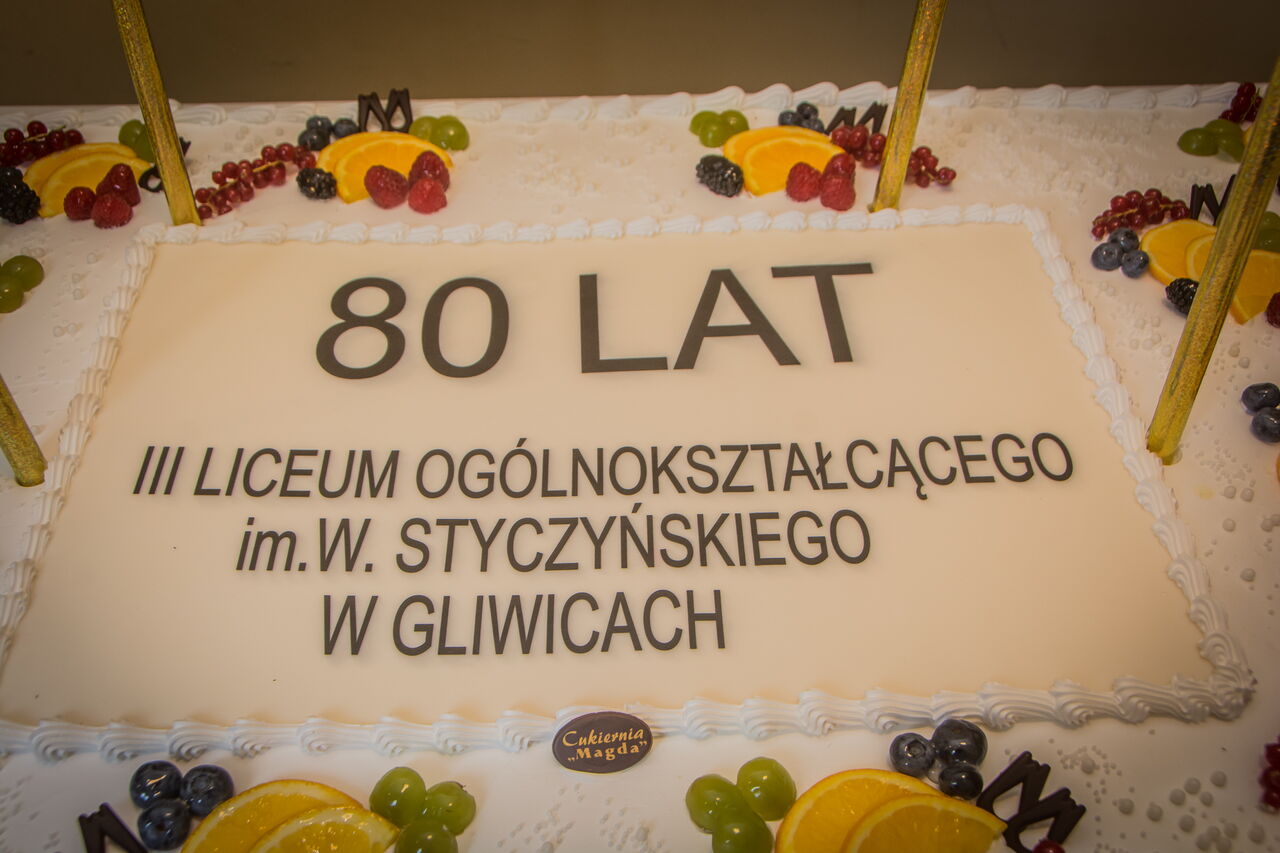 80 LAT
III LICEUM OGÓLNOKSZTAŁCĄCEGO
im.W. STYCZYŃSKIEGO
W GLIWICACH
Cukiernia
„Magda”